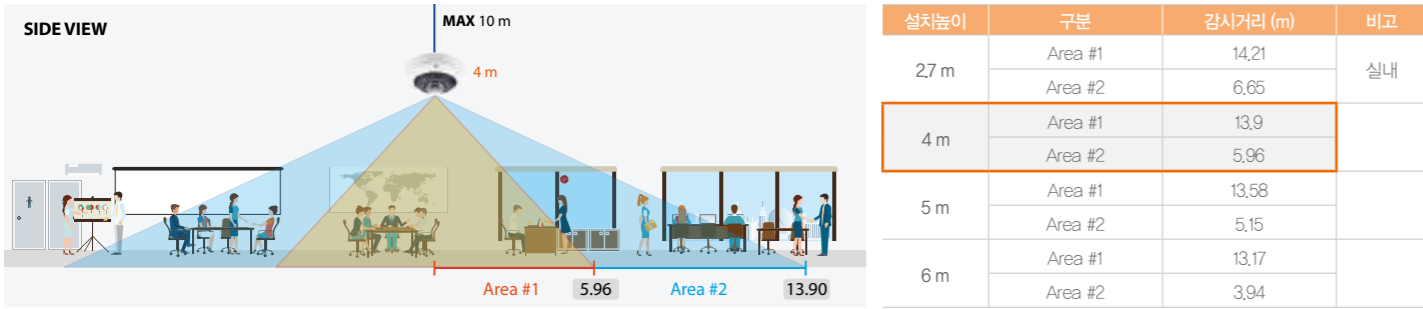 SIDE VIEW
MAX 10 m
4 m
Area #1
5.96
Area #2
13.90
설치높이 구분 감시거리 (m) 비고
2.7 m Area #1 14.21 실내
Area #2 6.65
4 m Area #1 13.9
Area #2 5.96
5 m Area #1 13.58
Area #2 5.15
6 m Area #1 13.17
Area #2 3.94